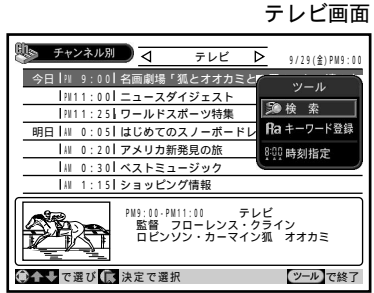 テレビ画面
チャンネル別 テレビ 9/29(金)PM9:00
今日 PM 9:00 名画劇場「狐とオオカミと
PM11:00 ニュースダイジェスト
PM11:25 ワールドスポーツ特集
明日 AM 0:05 はじめてのスノーボードレ
AM 0:20 アメリカ新発見の旅
AM 0:30 ベストミュージック
AM 1:15 ショッピング情報
ツール
検 索
Ra キーワード登録
8:00 時刻指定
PM9:00-PM11:00 テレビ
監督 フローレンス・クライン
ロビンソン・カーマイン狐 オオカミ
で選び 決定で選択 ツール で終了